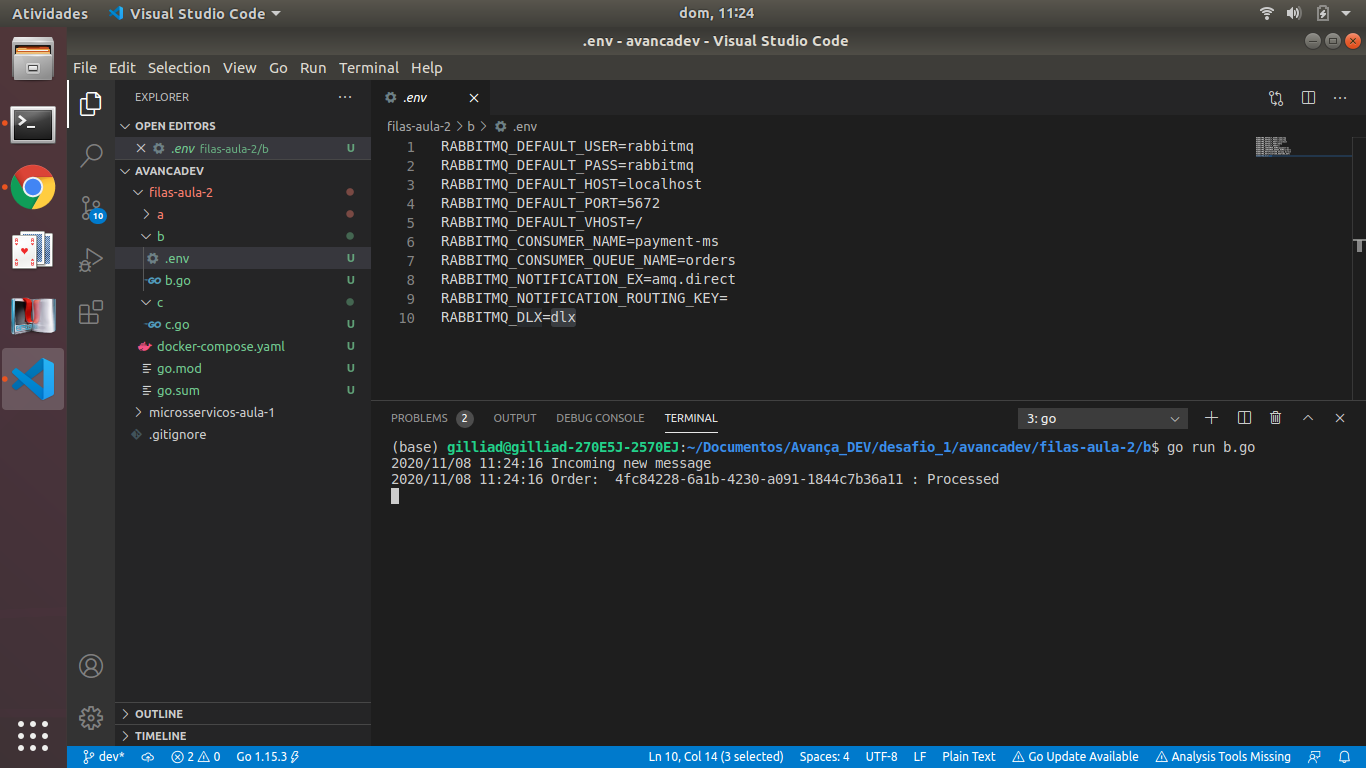 Atividades Visual Studio Code dom, 11:24
.env - avancadev - Visual Studio Code
File Edit Selection View Go Run Terminal Help
EXPLORER
OPEN EDITORS
.env filas-aula-2/b U
AVANCADEV
filas-aula-2
a
b
.env U
b.go U
c
c.go U
docker-compose.yaml U
go.mod U
go.sum U
microsservicos-aula-1
.gitignore
OUTLINE
TIMELINE
10
.env
filas-aula-2 > b > .env
1 RABBITMQ_DEFAULT_USER=rabbitmq
2 RABBITMQ_DEFAULT_PASS=rabbitmq
3 RABBITMQ_DEFAULT_HOST=localhost
4 RABBITMQ_DEFAULT_PORT=5672
5 RABBITMQ_DEFAULT_VHOST=/
6 RABBITMQ_CONSUMER_NAME=payment-ms
7 RABBITMQ_CONSUMER_QUEUE_NAME=orders
8 RABBITMQ_NOTIFICATION_EX=amq.direct
9 RABBITMQ_NOTIFICATION_ROUTING_KEY=
10 RABBITMQ_DLX=dlx
PROBLEMS 2 OUTPUT DEBUG CONSOLE TERMINAL 3: go
(base) gilliad@gilliad-270E5J-2570EJ:~/Documentos/Avança_DEV/desafio_1/avancadev/filas-aula-2/b$ go run b.go
2020/11/08 11:24:16 Incoming new message
2020/11/08 11:24:16 Order:  4fc84228-6a1b-4230-a091-1844c7b36a11 : Processed
dev* 2 0 Go 1.15.3 Ln 10, Col 14 (3 selected) Spaces: 4 UTF-8 LF Plain Text Go Update Available Analysis Tools Missing